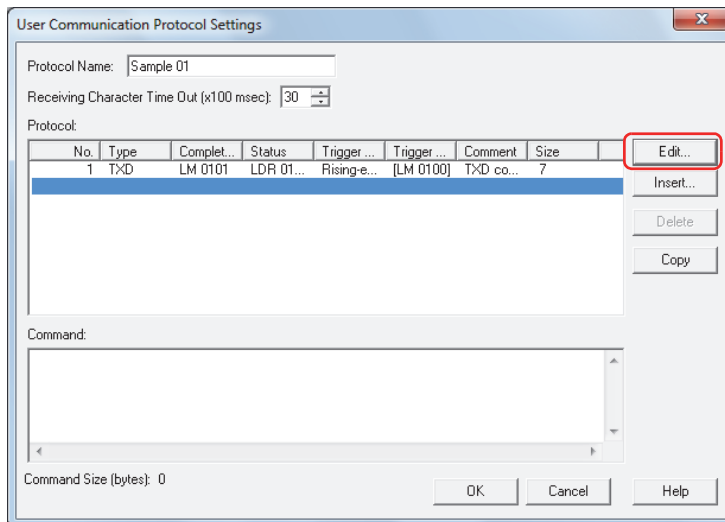 User Communication Protocol Settings
Protocol Name: Sample 01
Receiving Character Time Out (x100 msec): 30
Protocol:
No. Type Complet... Status Trigger ... Trigger ... Comment Size
1 TXD LM 0101 LDR 01... Rising-e... [LM 0100] TXD co... 7
Edit...
Insert...
Delete
Copy
Command:
Command Size (bytes): 0
OK Cancel Help